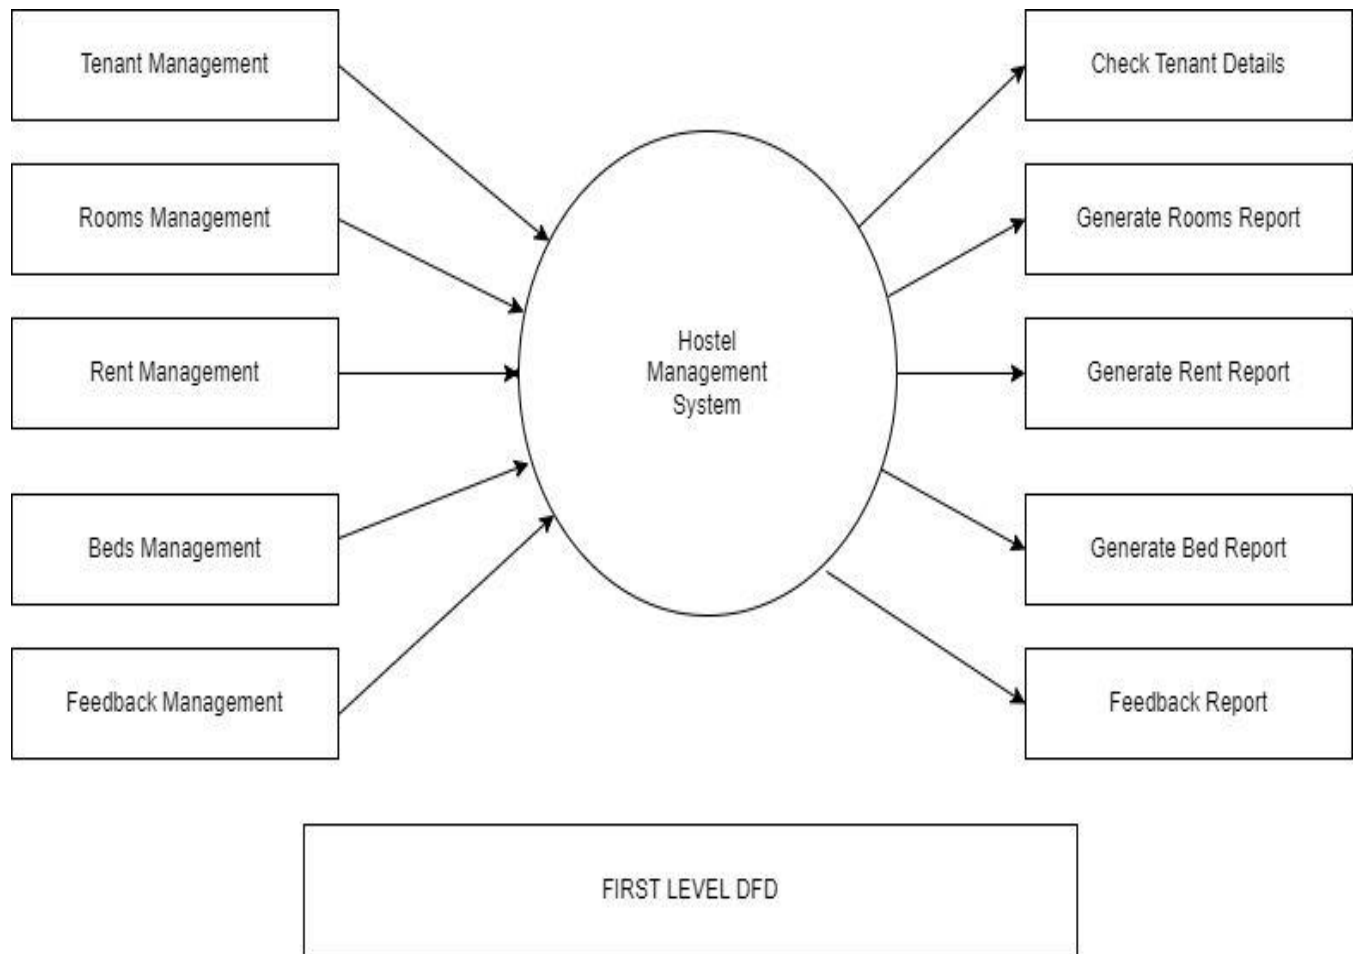 Tenant Management
Check Tenant Details
Rooms Management
Generate Rooms Report
Hostel
Management
System
Rent Management
Generate Rent Report
Beds Management
Generate Bed Report
Feedback Management
Feedback Report
FIRST LEVEL DFD